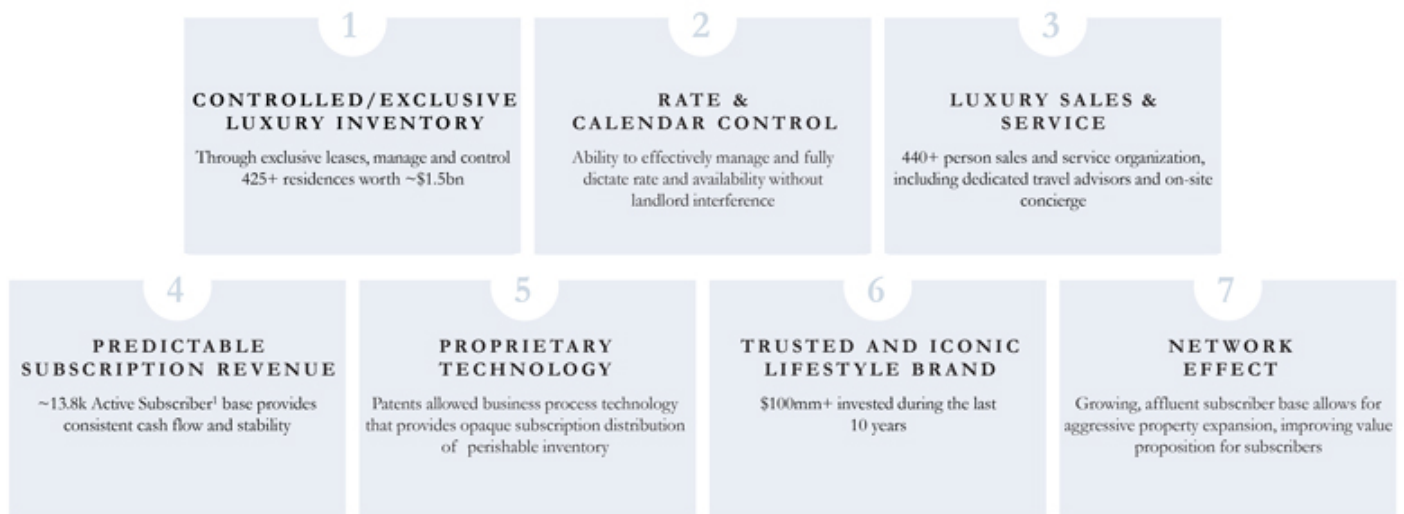 1
CONTROLLED/EXCLUSIVE
LUXURY INVENTORY
Through exclusive leases, manage and control
425+ residences worth ~$1.5bn
2
RATE &
CALENDAR CONTROL
Ability to effectively manage and fully
dictate rate and availability without
landlord interference
3
LUXURY SALES &
SERVICE
440+ person sales and service organization,
including dedicated travel advisors and on-site
concierge
4
PREDICTABLE
SUBSCRIPTION REVENUE
~13.8k Active Subscriber¹ base provides
consistent cash flow and stability
5
PROPRIETARY
TECHNOLOGY
Patents allowed business process technology
that provides opaque subscription distribution
of perishable inventory
6
TRUSTED AND ICONIC
LIFESTYLE BRAND
$100mm+ invested during the last
10 years
7
NETWORK
EFFECT
Growing, affluent subscriber base allows for
aggressive property expansion, improving value
proposition for subscribers